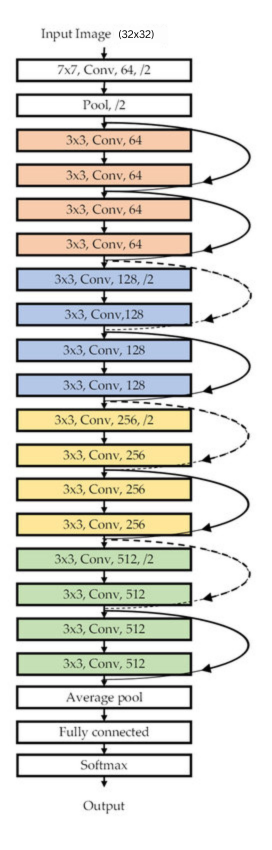 Input Image (32x32)
7x7, Conv, 64, /2
Pool, /2
3x3, Conv, 64
3x3, Conv, 64
3x3, Conv, 64
3x3, Conv, 64
3x3, Conv, 128, /2
3x3, Conv,128
3x3, Conv, 128
3x3, Conv, 128
3x3, Conv, 256, /2
3x3, Conv, 256
3x3, Conv, 256
3x3, Conv, 256
3x3, Conv, 512, /2
3x3, Conv, 512
3x3, Conv, 512
3x3, Conv, 512
Average pool
Fully connected
Softmax
Output